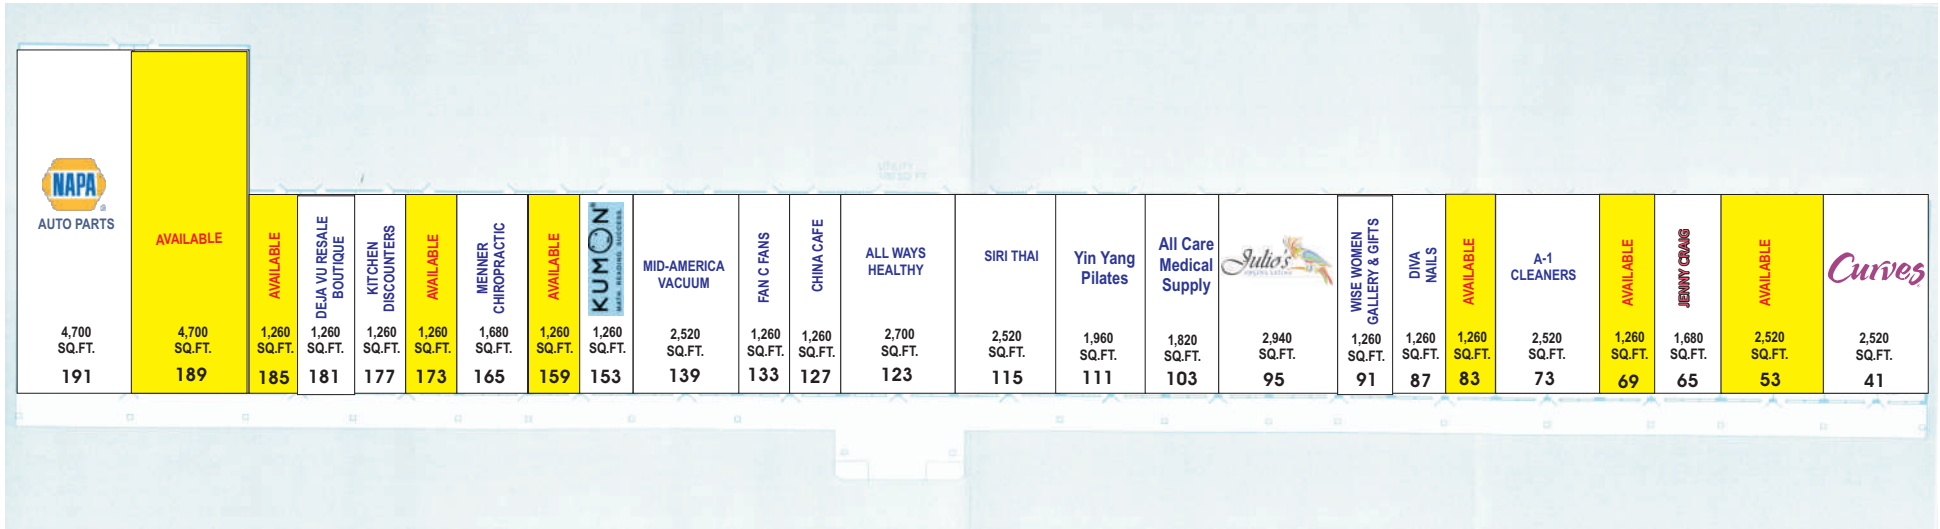 NAPA
AUTO PARTS
4,700
SQ.FT.
191
AVAILABLE
4,700
SQ.FT.
189
AVAILABLE
1,260
SQ.FT.
185
DEJA VU RESALE
BOUTIQUE
1,260
SQ.FT.
181
KITCHEN
DISCOUNTERS
1,260
SQ.FT.
177
AVAILABLE
1,260
SQ.FT.
173
MENNER
CHIROPRACTIC
1,680
SQ.FT.
165
AVAILABLE
1,260
SQ.FT.
159
KUMON
MATH. READING. SUCCESS.
1,260
SQ.FT.
153
MID-AMERICA
VACUUM
2,520
SQ.FT.
139
FAN C FANS
1,260
SQ.FT.
133
CHINA CAFE
1,260
SQ.FT.
127
ALL WAYS
HEALTHY
2,700
SQ.FT.
123
SIRI THAI
2,520
SQ.FT.
115
Yin Yang
Pilates
1,960
SQ.FT.
111
All Care
Medical
Supply
1,820
SQ.FT.
103
Julio's
2,940
SQ.FT.
95
WISE WOMEN
GALLERY & GIFTS
1,260
SQ.FT.
91
DIVA
NAILS
1,260
SQ.FT.
87
AVAILABLE
1,260
SQ.FT.
83
A-1
CLEANERS
2,520
SQ.FT.
73
AVAILABLE
1,260
SQ.FT.
69
JENNY CRAIG
1,680
SQ.FT.
65
AVAILABLE
2,520
SQ.FT.
53
Curves
2,520
SQ.FT.
41